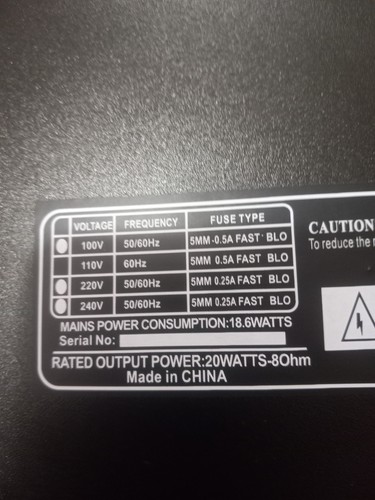 VOLTAGE FREQUENCY FUSE TYPE
100V 50/60Hz 5MM 0.5A FAST BLO
110V 60Hz 5MM 0.5A FAST BLO
220V 50/60Hz 5MM 0.25A FAST BLO
240V 50/60Hz 5MM 0.25A FAST BLO
MAINS POWER CONSUMPTION:18.6WATTS
Serial No:
RATED OUTPUT POWER:20WATTS-8Ohm
Made in CHINA
CAUTION
To reduce the